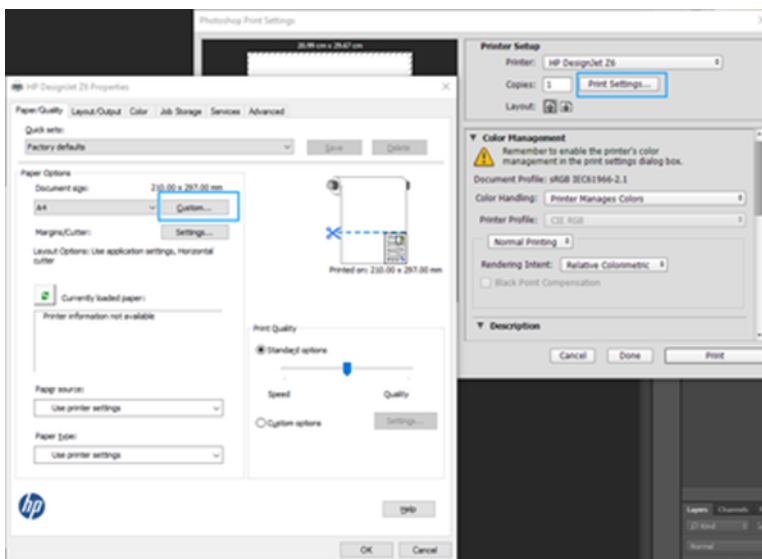 Photoshop Print Settings
20.99 cm x 29.67 cm
Printer Setup
Printer: HP DesignJet Z6
Copies: 1 Print Settings...
Layout:
Color Management
Remember to enable the printer's color
management in the print settings dialog box.
Document Profile: sRGB IEC61966-2.1
Color Handling: Printer Manages Colors
Printer Profile: CIE RGB
Normal Printing
Rendering Intent: Relative Colorimetric
Black Point Compensation
Description
Cancel Done Print
HP DesignJet Z6 Properties
Paper/Quality Layout/Output Color Job Storage Services Advanced
Quick sets:
Factory defaults Save Delete
Paper Options
Document size: 210.00 x 297.00 mm
A4 Custom...
Margins/Cutter: Settings...
Layout Options: Use application settings, Horizontal
cutter
Printed on: 210.00 x 297.00 mm
Currently loaded paper:
Printer information not available
Paper source:
Use printer settings
Paper type:
Use printer settings
Print Quality
Standard options
Speed Quality
Custom options Settings...
hp
Help
OK Cancel
Layers Channels
Kind
Normal